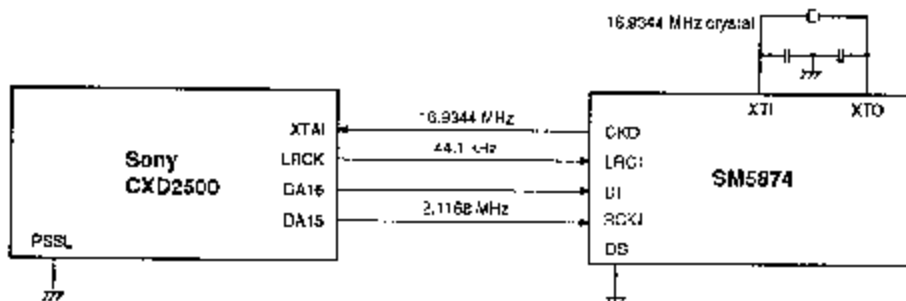 16.9344 MHz crystal
XTI XTO
XTAI 16.9344 MHz CKO
LRCK 44.1 kHz LRCI
Sony
CXD2500
SM5874
DA16 DI
DA15 2.1168 MHz BCKI
PSSL
DS